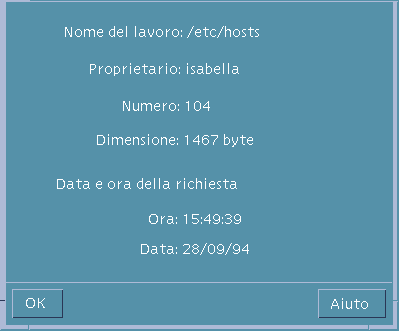 Nome del lavoro: /etc/hosts
Proprietario: isabella
Numero: 104
Dimensione: 1467 byte
Data e ora della richiesta
Ora: 15:49:39
Data: 28/09/94
OK Aiuto